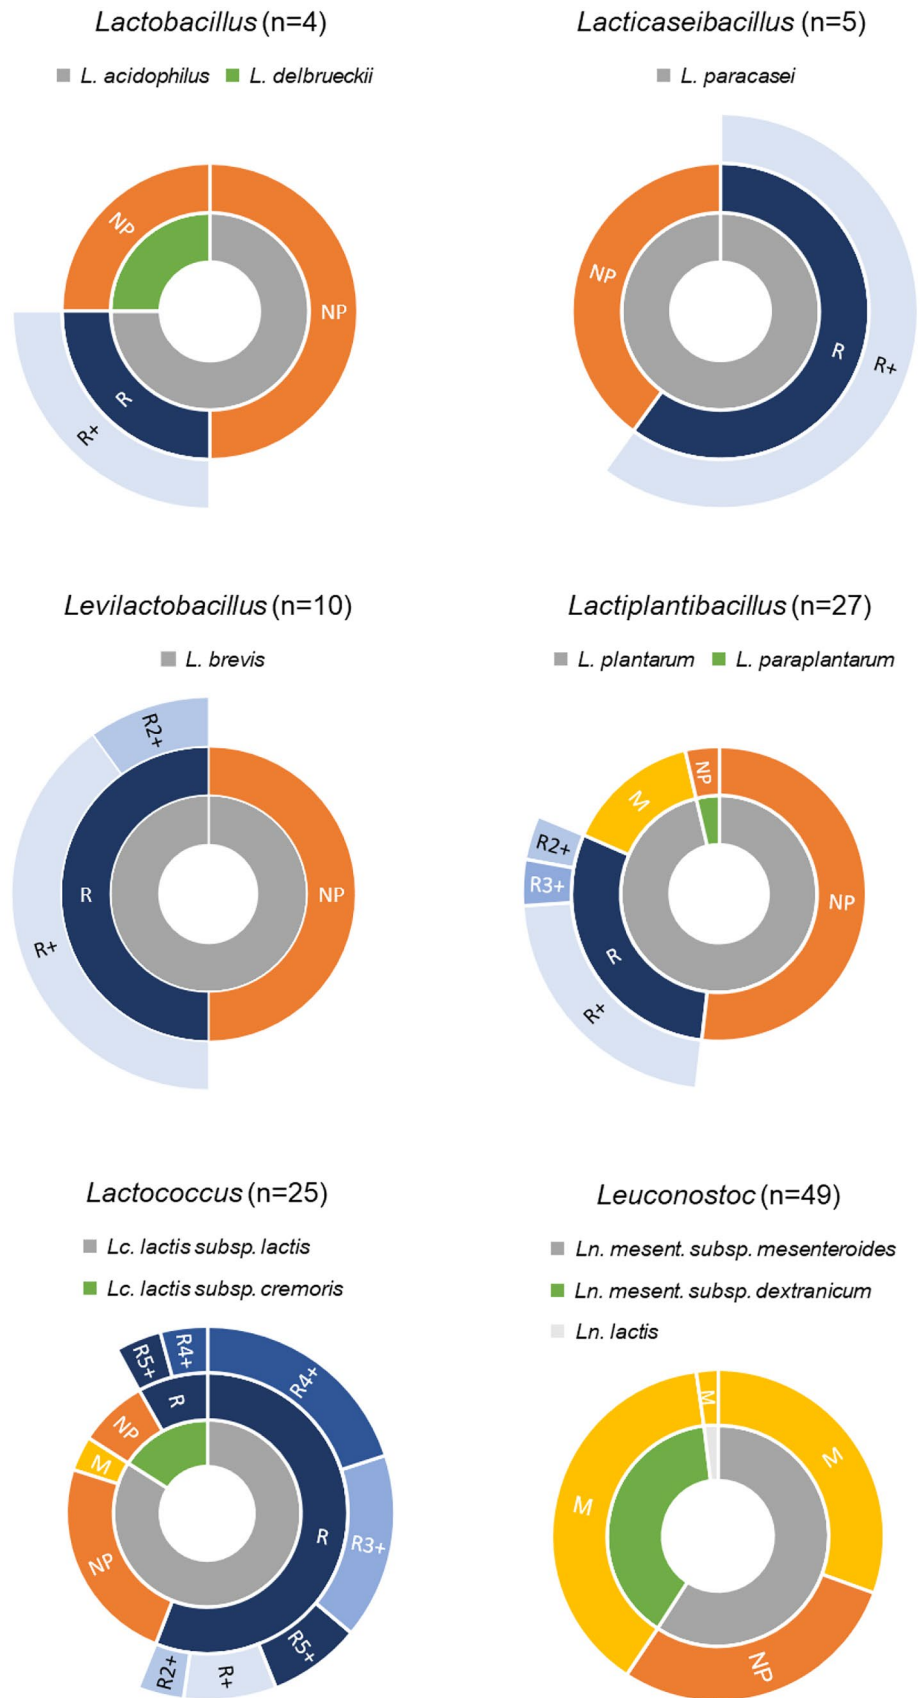 Lactobacillus (n=4)
L. acidophilus L. delbrueckii
NP
NP
R
R+
Lacticaseibacillus (n=5)
L. paracasei
NP
R
R+
Levilactobacillus (n=10)
L. brevis
R2+
R
NP
R+
Lactiplantibacillus (n=27)
L. plantarum L. paraplantarum
NP
M
R2+
R3+
NP
R
R+
Lactococcus (n=25)
Lc. lactis subsp. lactis
Lc. lactis subsp. cremoris
R5+
R4+
R4+
R
NP
M
R
R3+
NP
R5+
R2+
R+
Leuconostoc (n=49)
Ln. mesent. subsp. mesenteroides
Ln. mesent. subsp. dextranicum
Ln. lactis
M
M
M
NP